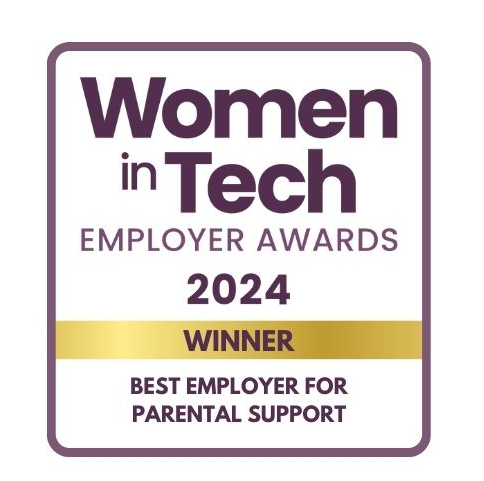 Women
in Tech
EMPLOYER AWARDS
2024
WINNER
BEST EMPLOYER FOR
PARENTAL SUPPORT